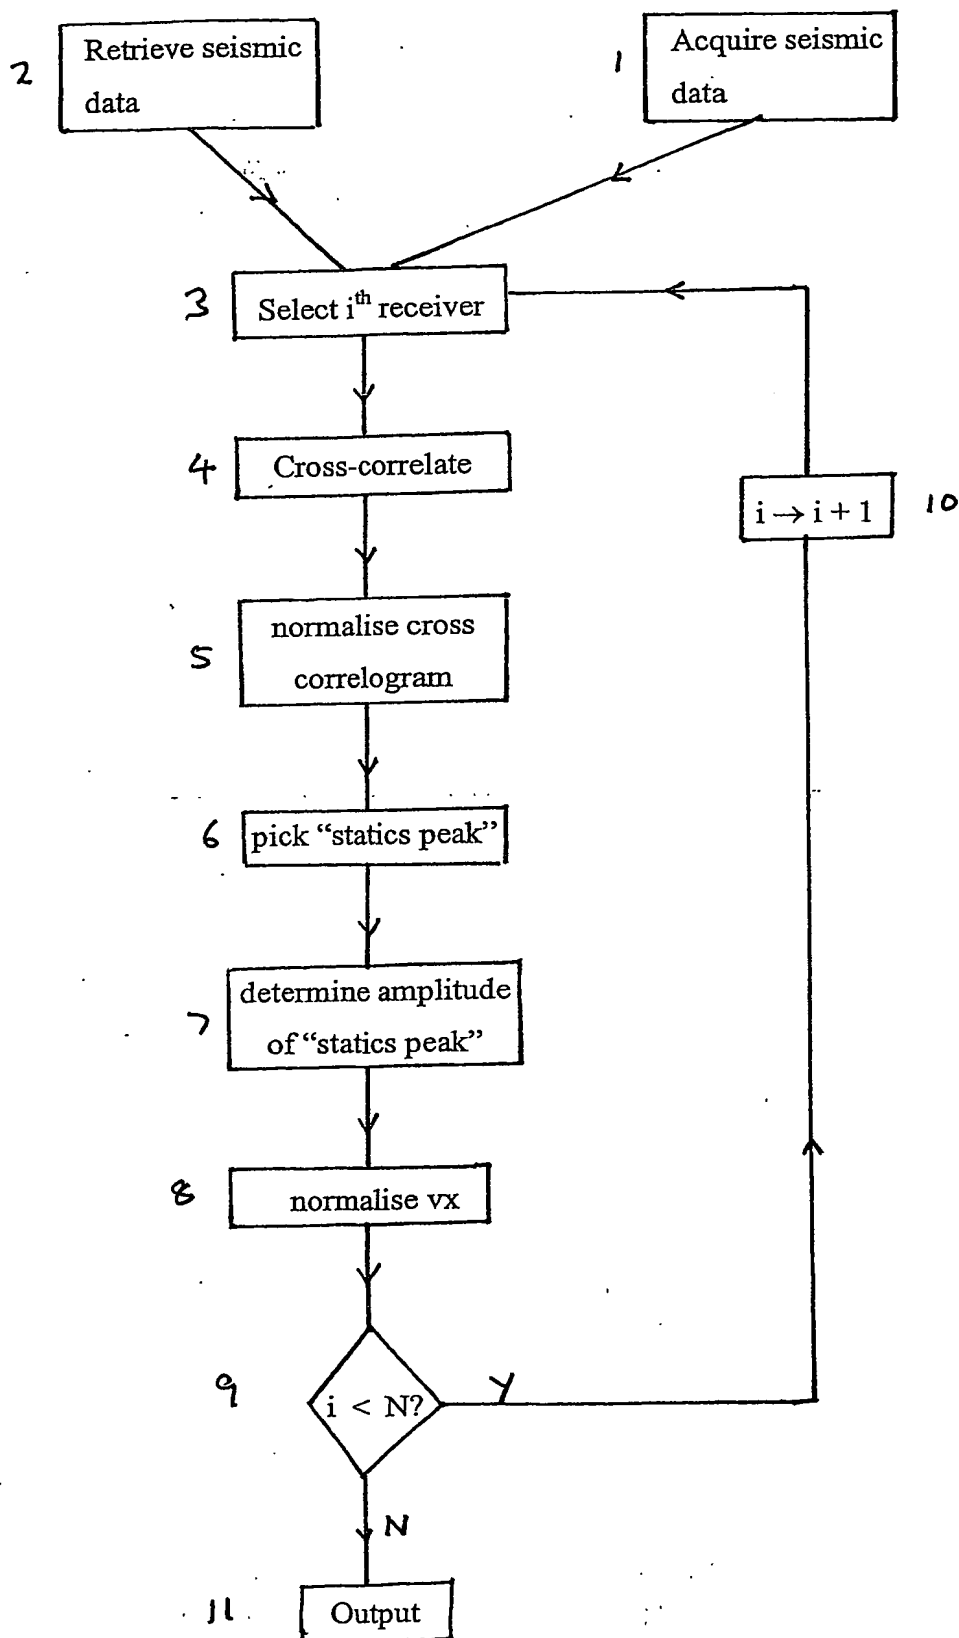 2
Retrieve seismic
data
1
Acquire seismic
data
3
Select iᵗʰ receiver
4
Cross-correlate
i → i + 1
10
5
normalise cross
correlogram
6
pick “statics peak”
7
determine amplitude
of “statics peak”
8
normalise vx
9
i < N?
Y
N
11
Output